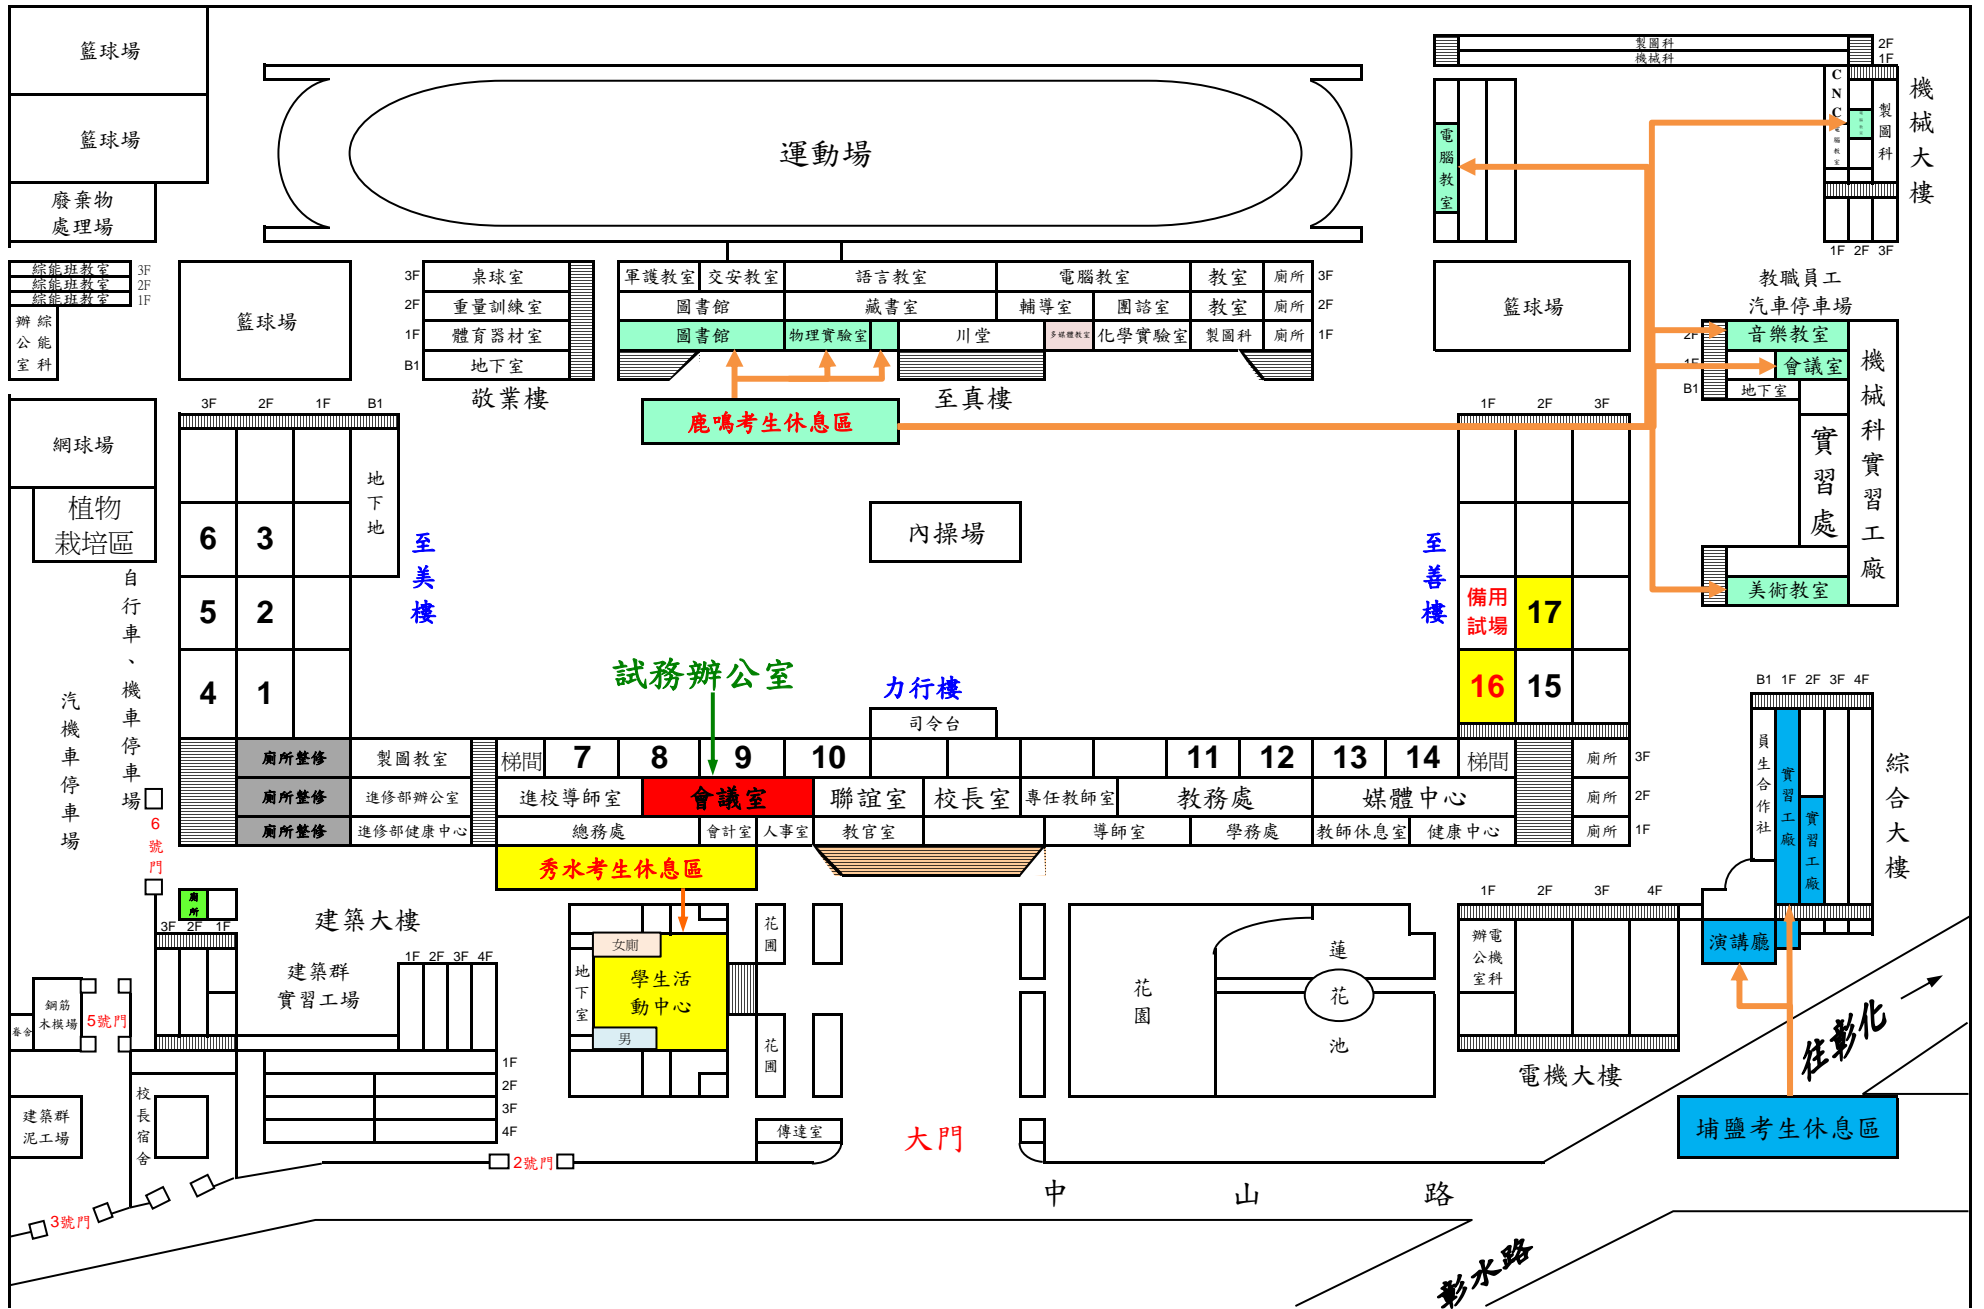 籃球場
籃球場
廢棄物
處理場
運動場
製圖科 2F
機械科 1F
CNC
電腦教室
製圖科
機械大樓
1F 2F 3F
電腦教室
綜能班教室 3F
綜能班教室 2F
綜能班教室 1F
綜能科
辦公室
籃球場
3F 桌球室
2F 重量訓練室
1F 體育器材室
B1 地下室
敬業樓
軍護教室 交安教室 語言教室 電腦教室 教室 廁所 3F
圖書館 藏書室 輔導室 團諮室 教室 廁所 2F
圖書館 物理實驗室 川堂 多媒體教室 化學實驗室 製圖科 廁所 1F
至真樓
鹿鳴考生休息區
籃球場
教職員工
汽車停車場
2F 音樂教室
1F 會議室
B1 地下室
機械科實習工廠
實習處
美術教室
網球場
植物
栽培區
自行車、機車停車場
汽機車停車場
3F 2F 1F B1
地下地
6 3
5 2
4 1
至美樓
內操場
1F 2F 3F
至善樓
備用
試場
17
16 15
試務辦公室
力行樓
司令台
廁所整修 製圖教室 梯間 7 8 9 10 11 12 13 14 梯間 廁所 3F
廁所整修 進修部辦公室 進校導師室 會議室 聯誼室 校長室 專任教師室 教務處 媒體中心 廁所 2F
廁所整修 進修部健康中心 總務處 會計室 人事室 教官室 導師室 學務處 教師休息室 健康中心 廁所 1F
秀水考生休息區
6號門
廁所
3F 2F 1F
建築大樓
建築群
實習工場
1F 2F 3F 4F
女廁
地下室
學生活
動中心
男
花圃
花圃
花園
蓮
花
池
1F 2F 3F 4F
電機科
辦公室
電機大樓
B1 1F 2F 3F 4F
員生合作社
實習工廠
實習工廠
綜合大樓
演講廳
往彰化
埔鹽考生休息區
鋼筋
木模場
5號門
建築群
泥工場
校長宿舍
1F
2F
3F
4F
傳達室
大門
2號門
3號門
中山路
彰水路